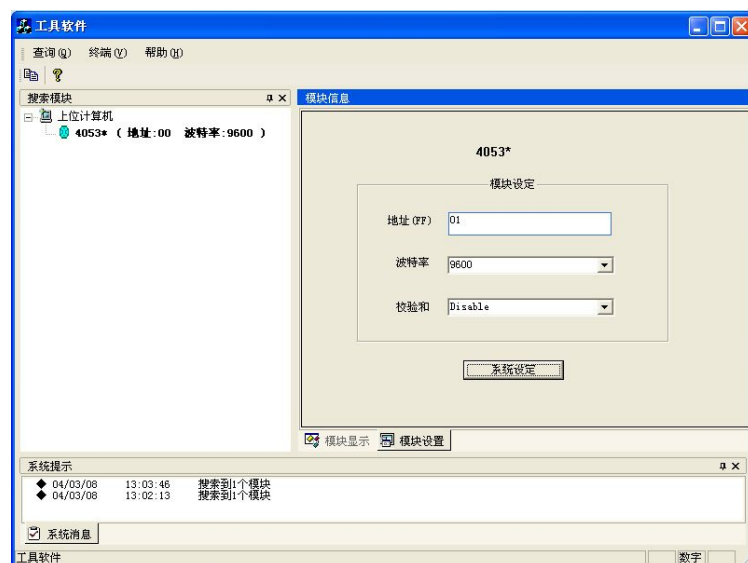 工具软件
查询(Q) 终端(V) 帮助(H)
搜索模块
上位计算机
4053* ( 地址:00 波特率:9600 )
模块信息
4053*
模块设定
地址(FF) 01
波特率 9600
校验和 Disable
系统设定
模块显示 模块设置
系统提示
◆ 04/03/08 13:03:46 搜索到1个模块
◆ 04/03/08 13:02:13 搜索到1个模块
系统消息
工具软件 数字